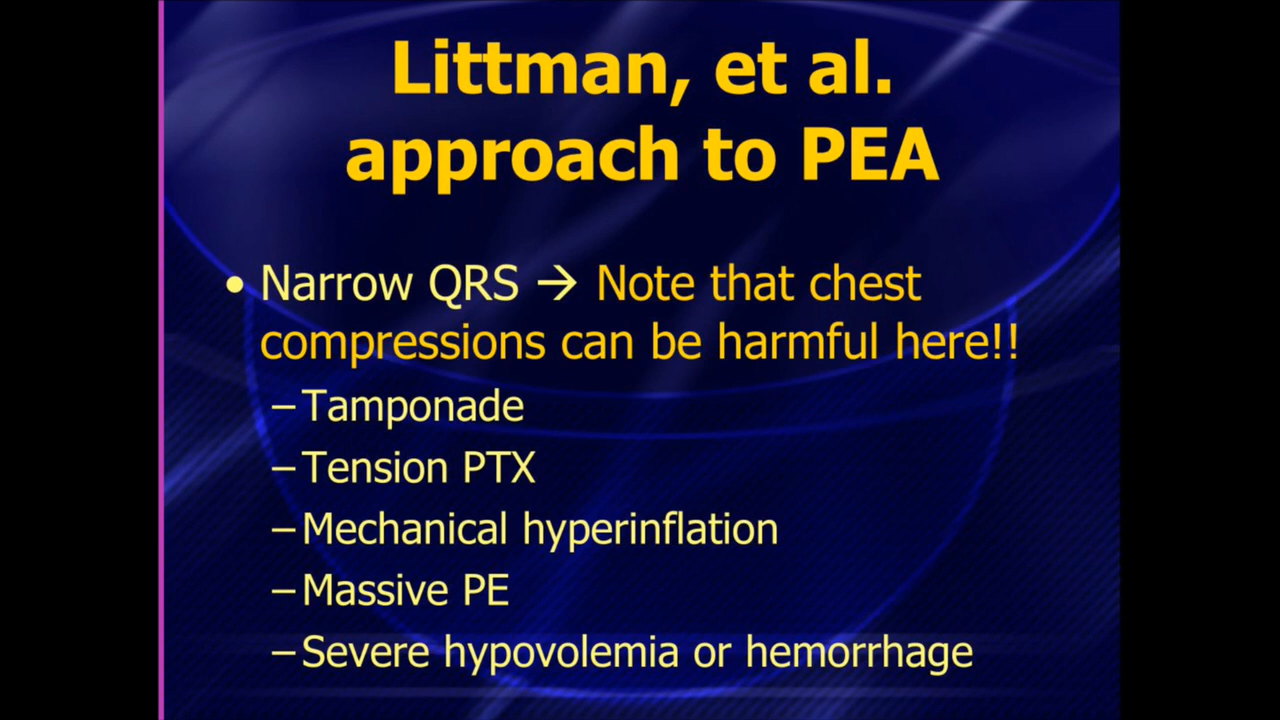 Littman, et al.
approach to PEA
• Narrow QRS → Note that chest
compressions can be harmful here!!
–Tamponade
–Tension PTX
–Mechanical hyperinflation
–Massive PE
–Severe hypovolemia or hemorrhage